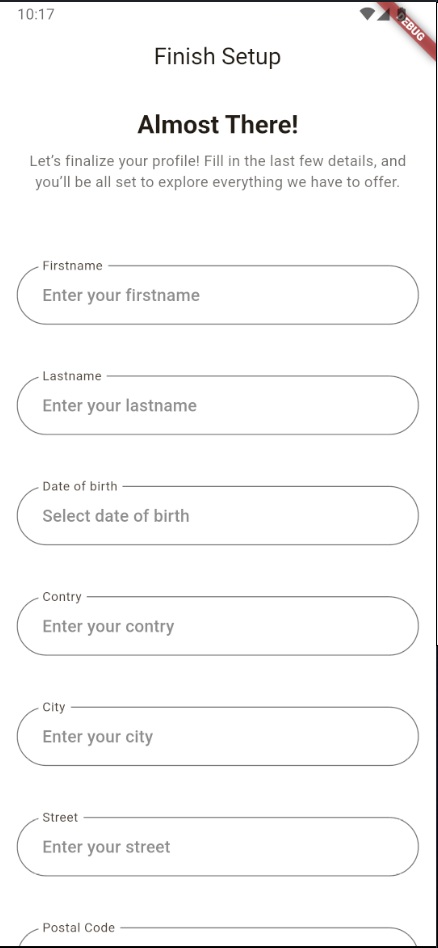 10:17
DEBUG
Finish Setup
Almost There!
Let's finalize your profile! Fill in the last few details, and
you'll be all set to explore everything we have to offer.
Firstname
Enter your firstname
Lastname
Enter your lastname
Date of birth
Select date of birth
Contry
Enter your contry
City
Enter your city
Street
Enter your street
Postal Code